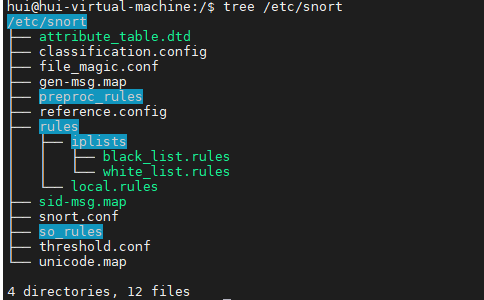 hui@hui-virtual-machine:/$ tree /etc/snort
/etc/snort
├── attribute_table.dtd
├── classification.config
├── file_magic.conf
├── gen-msg.map
├── preproc_rules
├── reference.config
├── rules
│   ├── iplists
│   │   ├── black_list.rules
│   │   └── white_list.rules
│   └── local.rules
├── sid-msg.map
├── snort.conf
├── so_rules
├── threshold.conf
└── unicode.map
4 directories, 12 files